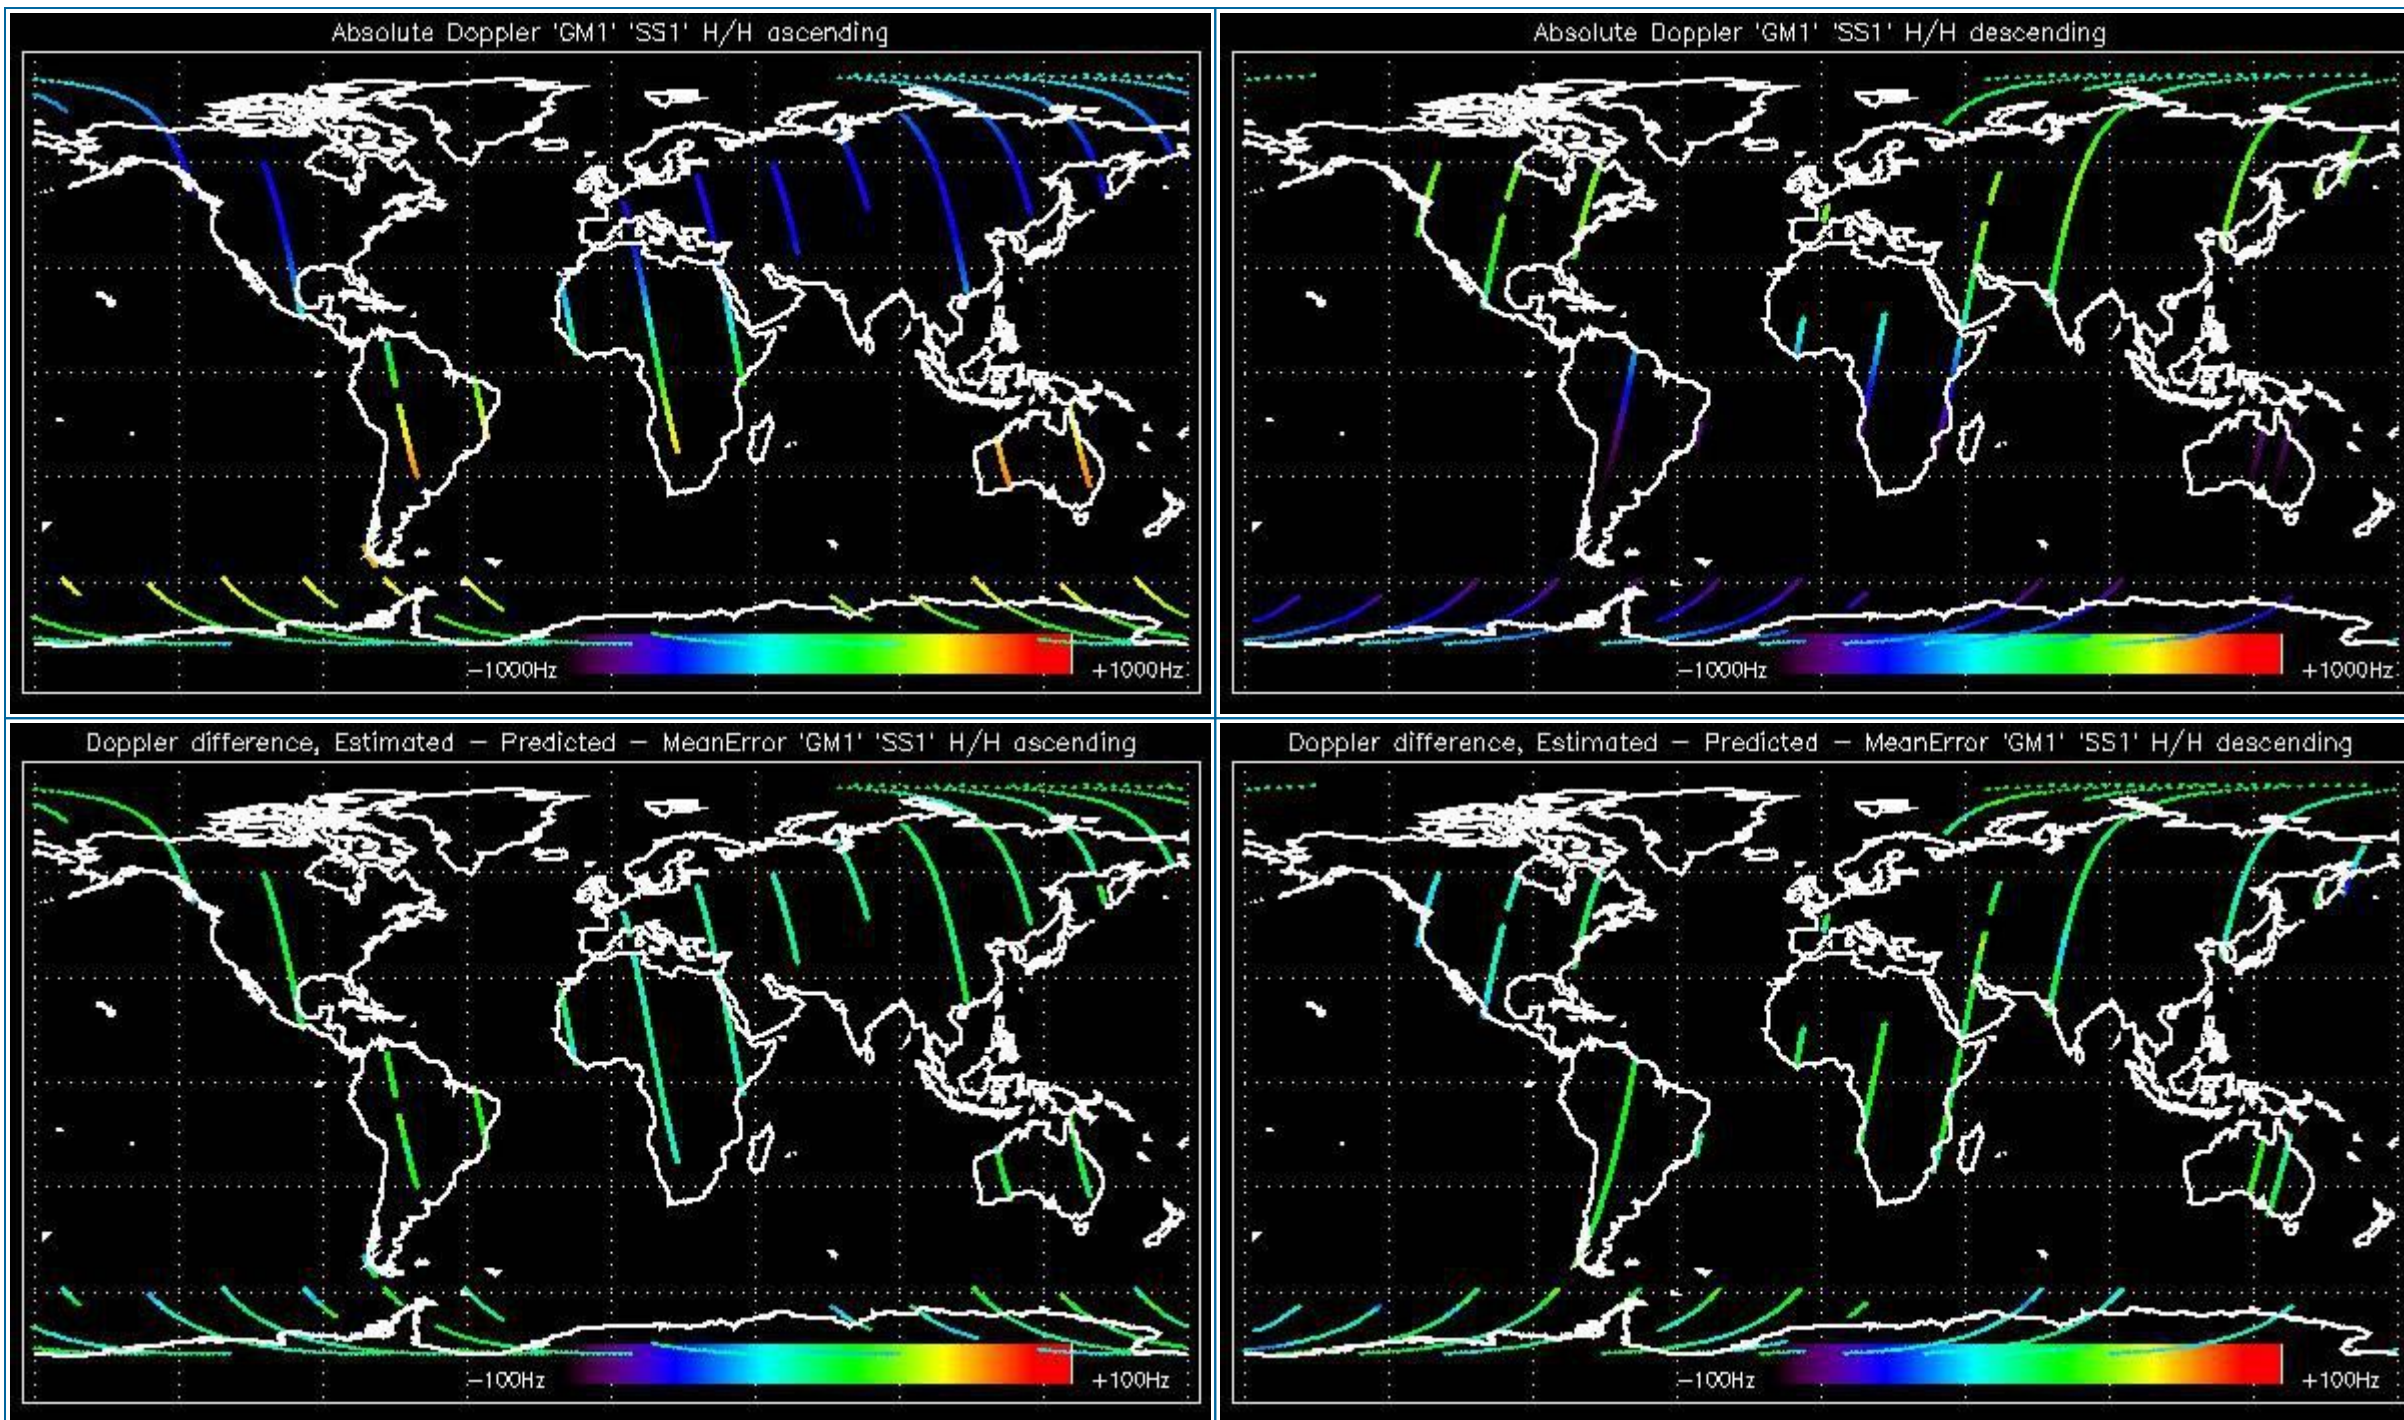 Absolute Doppler 'GM1' 'SS1' H/H ascending
−1000Hz
+1000Hz
Absolute Doppler 'GM1' 'SS1' H/H descending
−1000Hz
+1000Hz
Doppler difference, Estimated − Predicted − MeanError 'GM1' 'SS1' H/H ascending
−100Hz
+100Hz
Doppler difference, Estimated − Predicted − MeanError 'GM1' 'SS1' H/H descending
−100Hz
+100Hz